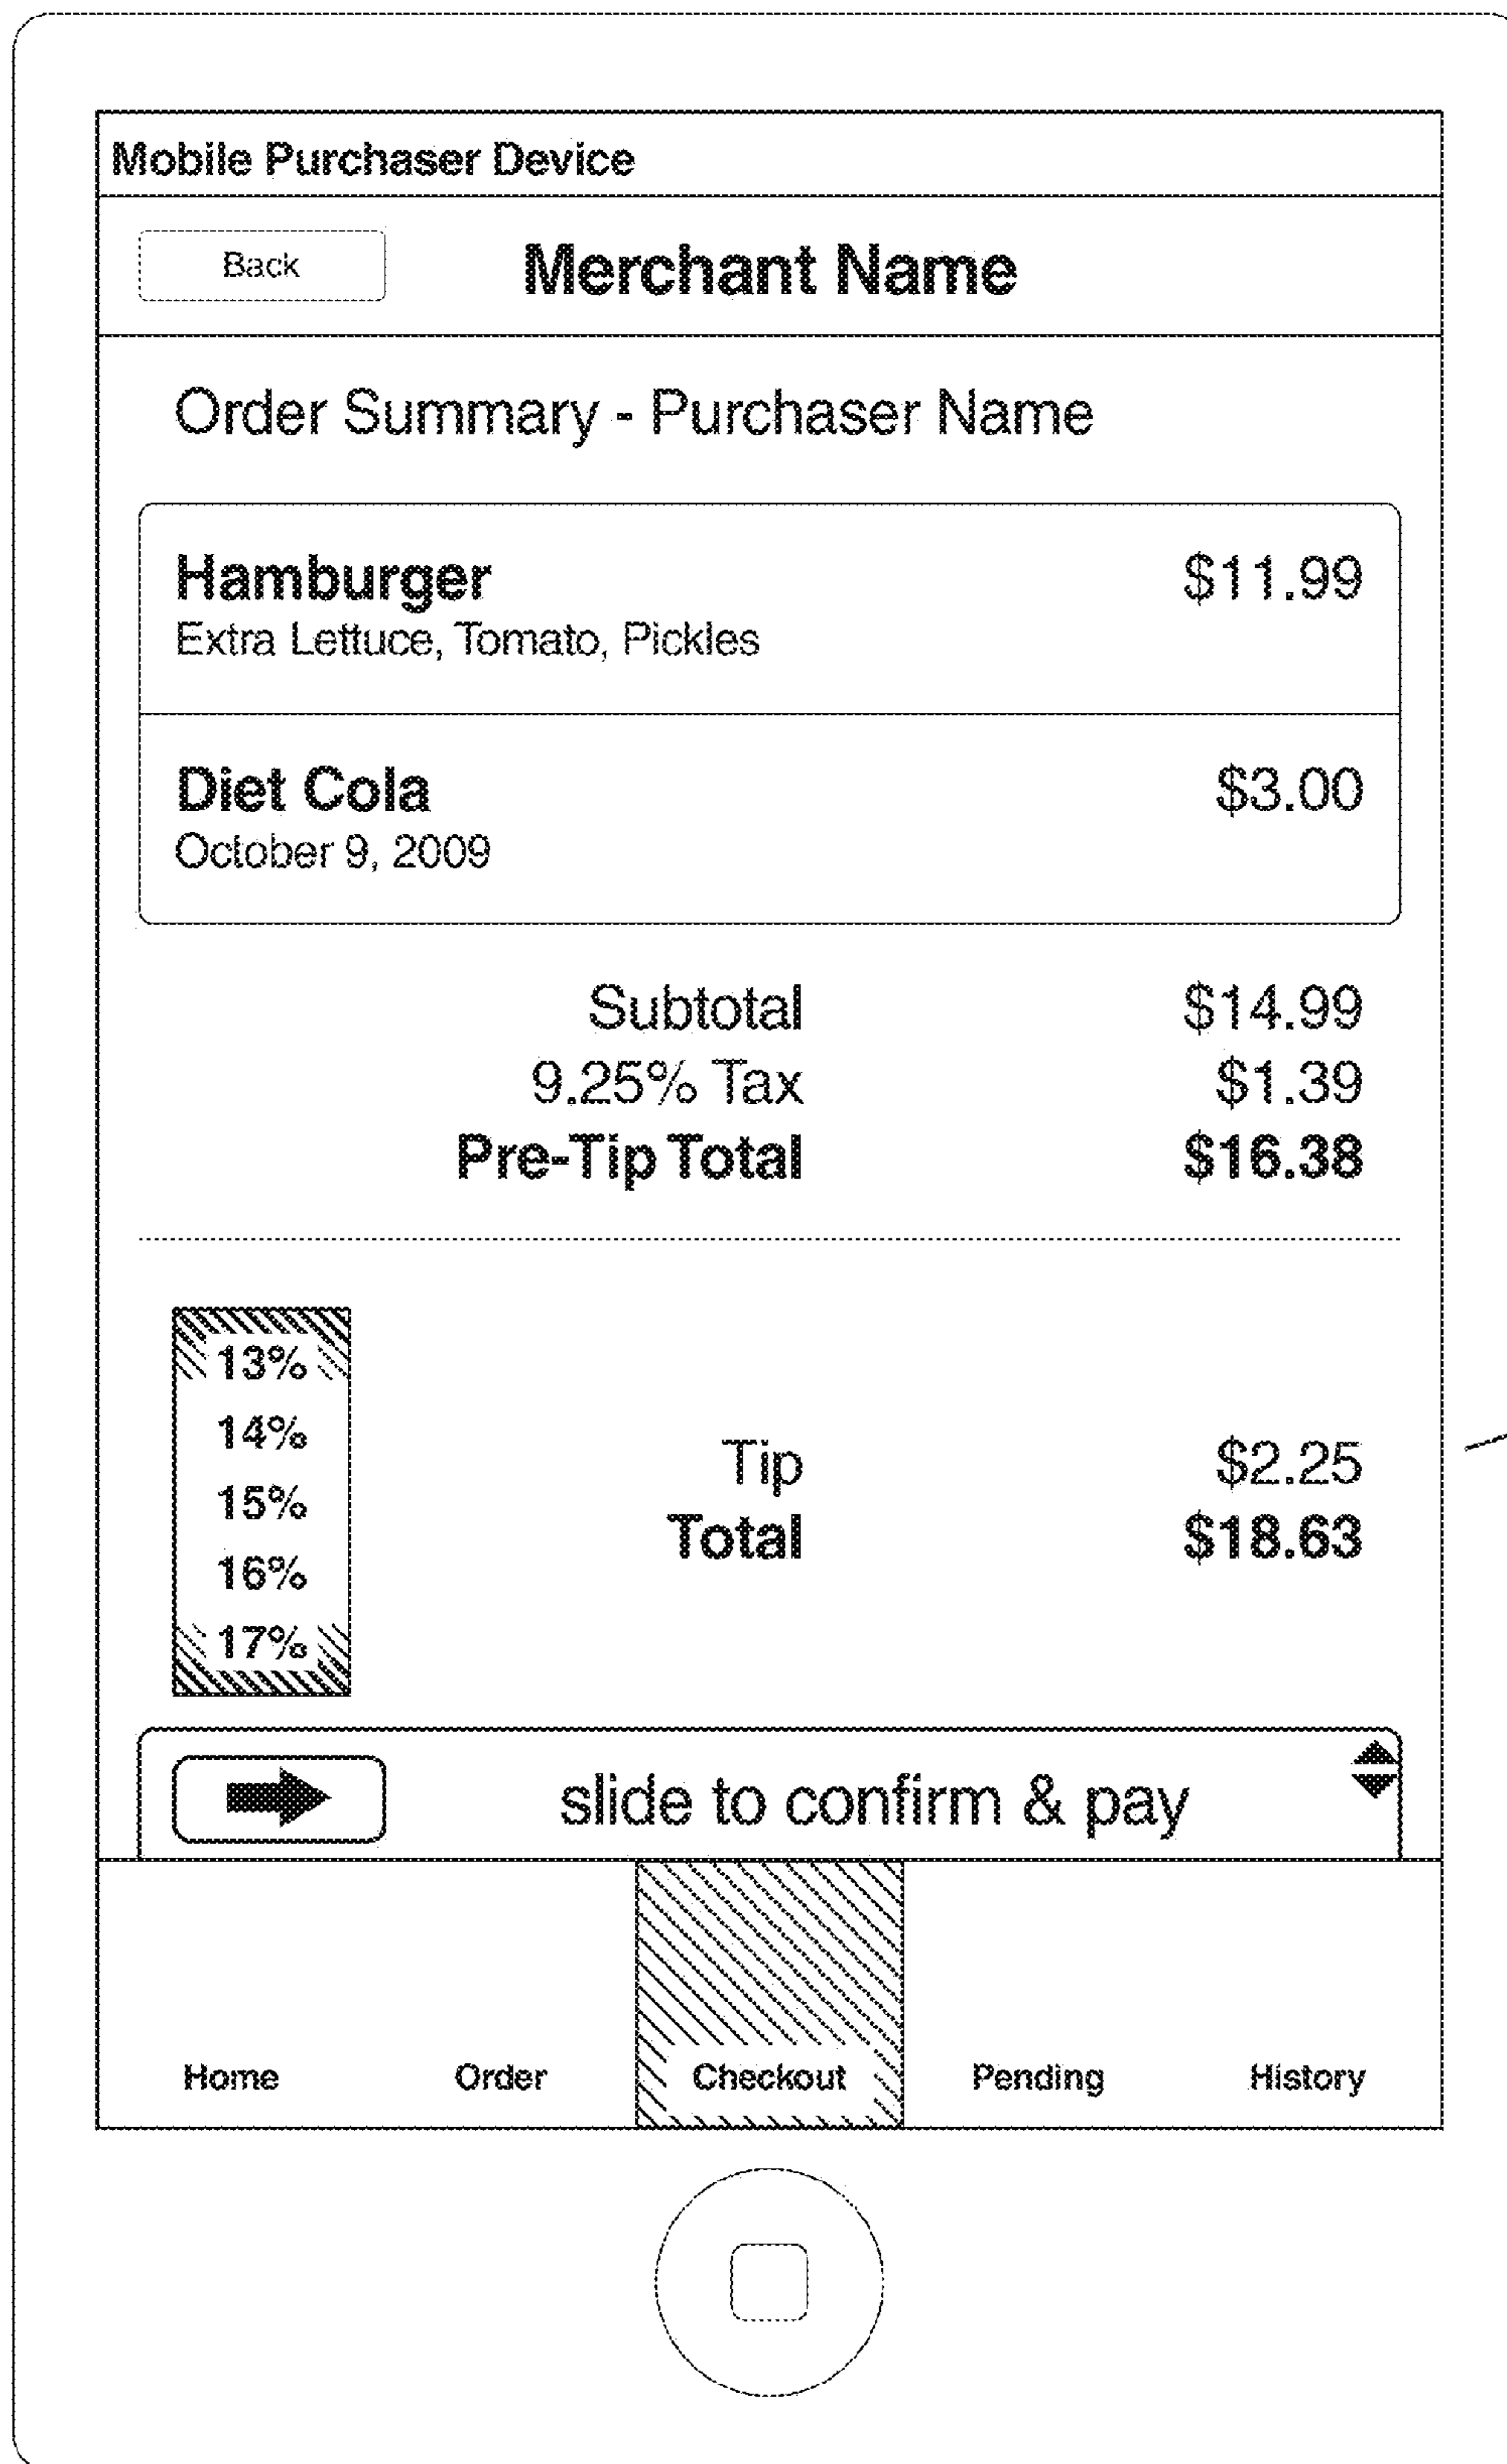 Mobile Purchaser Device
Back
Merchant Name
Order Summary - Purchaser Name
Hamburger $11.99
Extra Lettuce, Tomato, Pickles
Diet Cola $3.00
October 9, 2009
Subtotal $14.99
9.25% Tax $1.39
Pre-Tip Total $16.38
13%
14%
15%
16%
17%
Tip $2.25
Total $18.63
slide to confirm & pay
Home Order Checkout Pending History